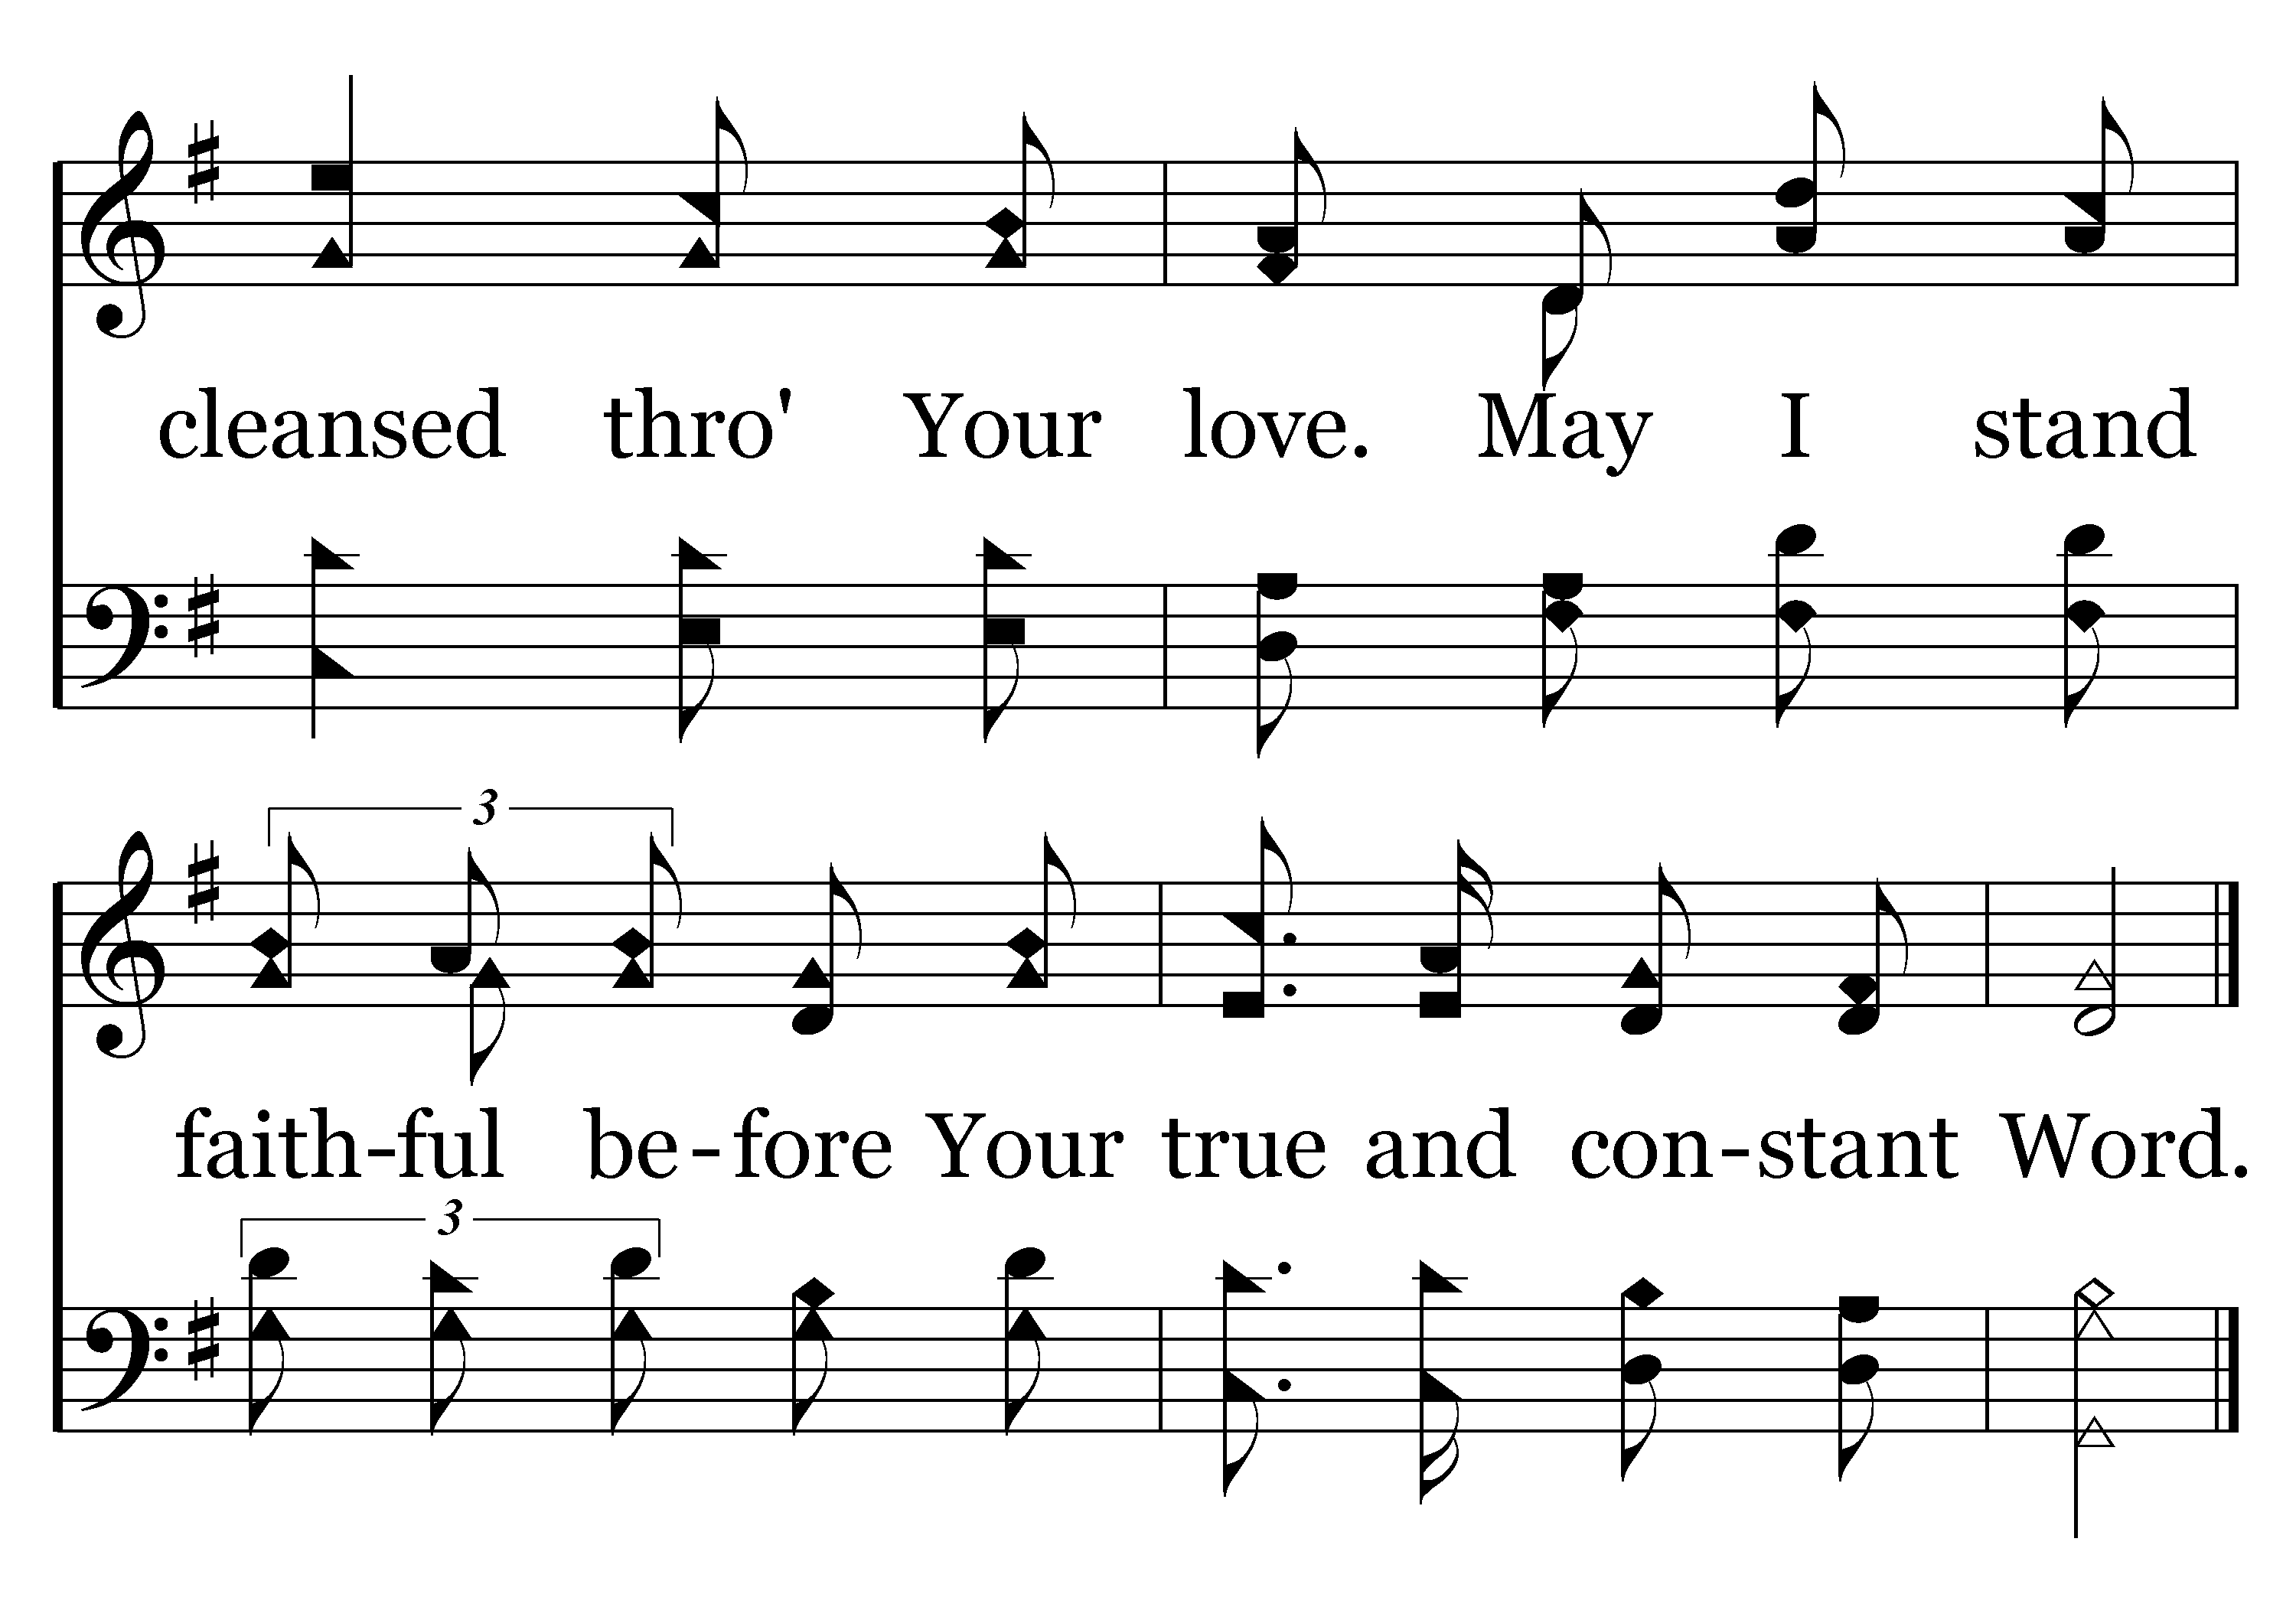 cleansed thro' Your love. May I stand
3
faith-ful be-fore Your true and con-stant Word.
3